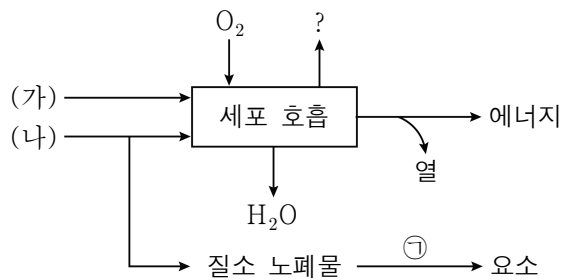 O₂
?
(가)
(나)
세포 호흡
에너지
열
H₂O
질소 노폐물
㉠
요소